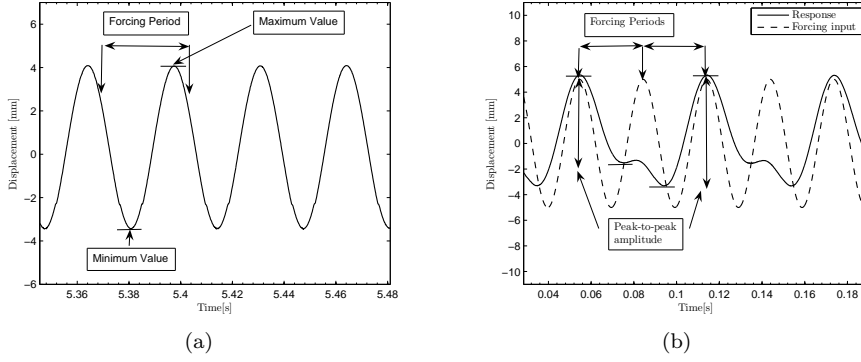 Forcing Period
Maximum Value
Minimum Value
Displacement [mm]
6
4
2
0
−2
−4
−6
5.36
5.38
5.4
5.42
5.44
5.46
5.48
Time[s]
(a)
Forcing Periods
Response
Forcing input
Peak-to-peak
amplitude
Displacement [mm]
10
8
6
4
2
0
−2
−4
−6
−8
−10
0.04
0.06
0.08
0.1
0.12
0.14
0.16
0.18
Time[s]
(b)